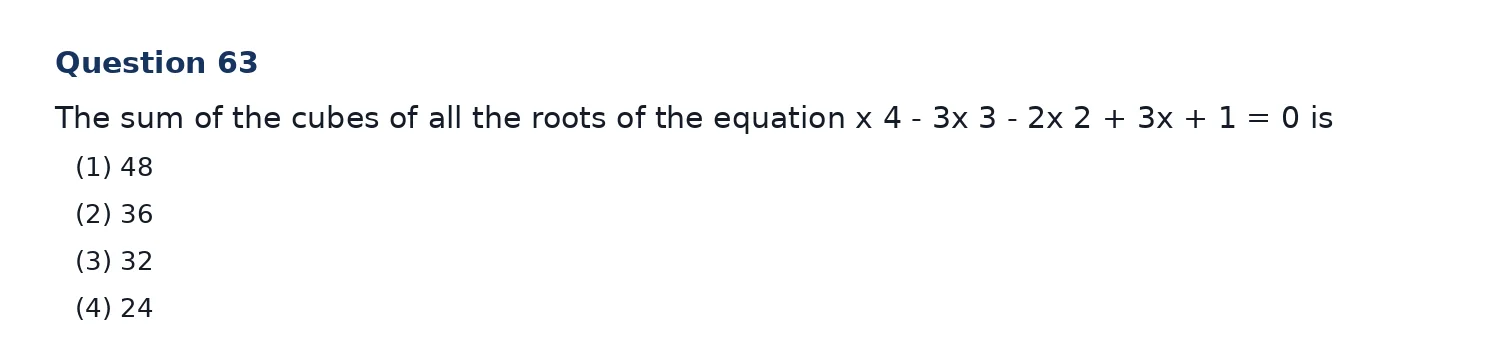 Question 63
The sum of the cubes of all the roots of the equation x 4 - 3x 3 - 2x 2 + 3x + 1 = 0 is
(1) 48
(2) 36
(3) 32
(4) 24